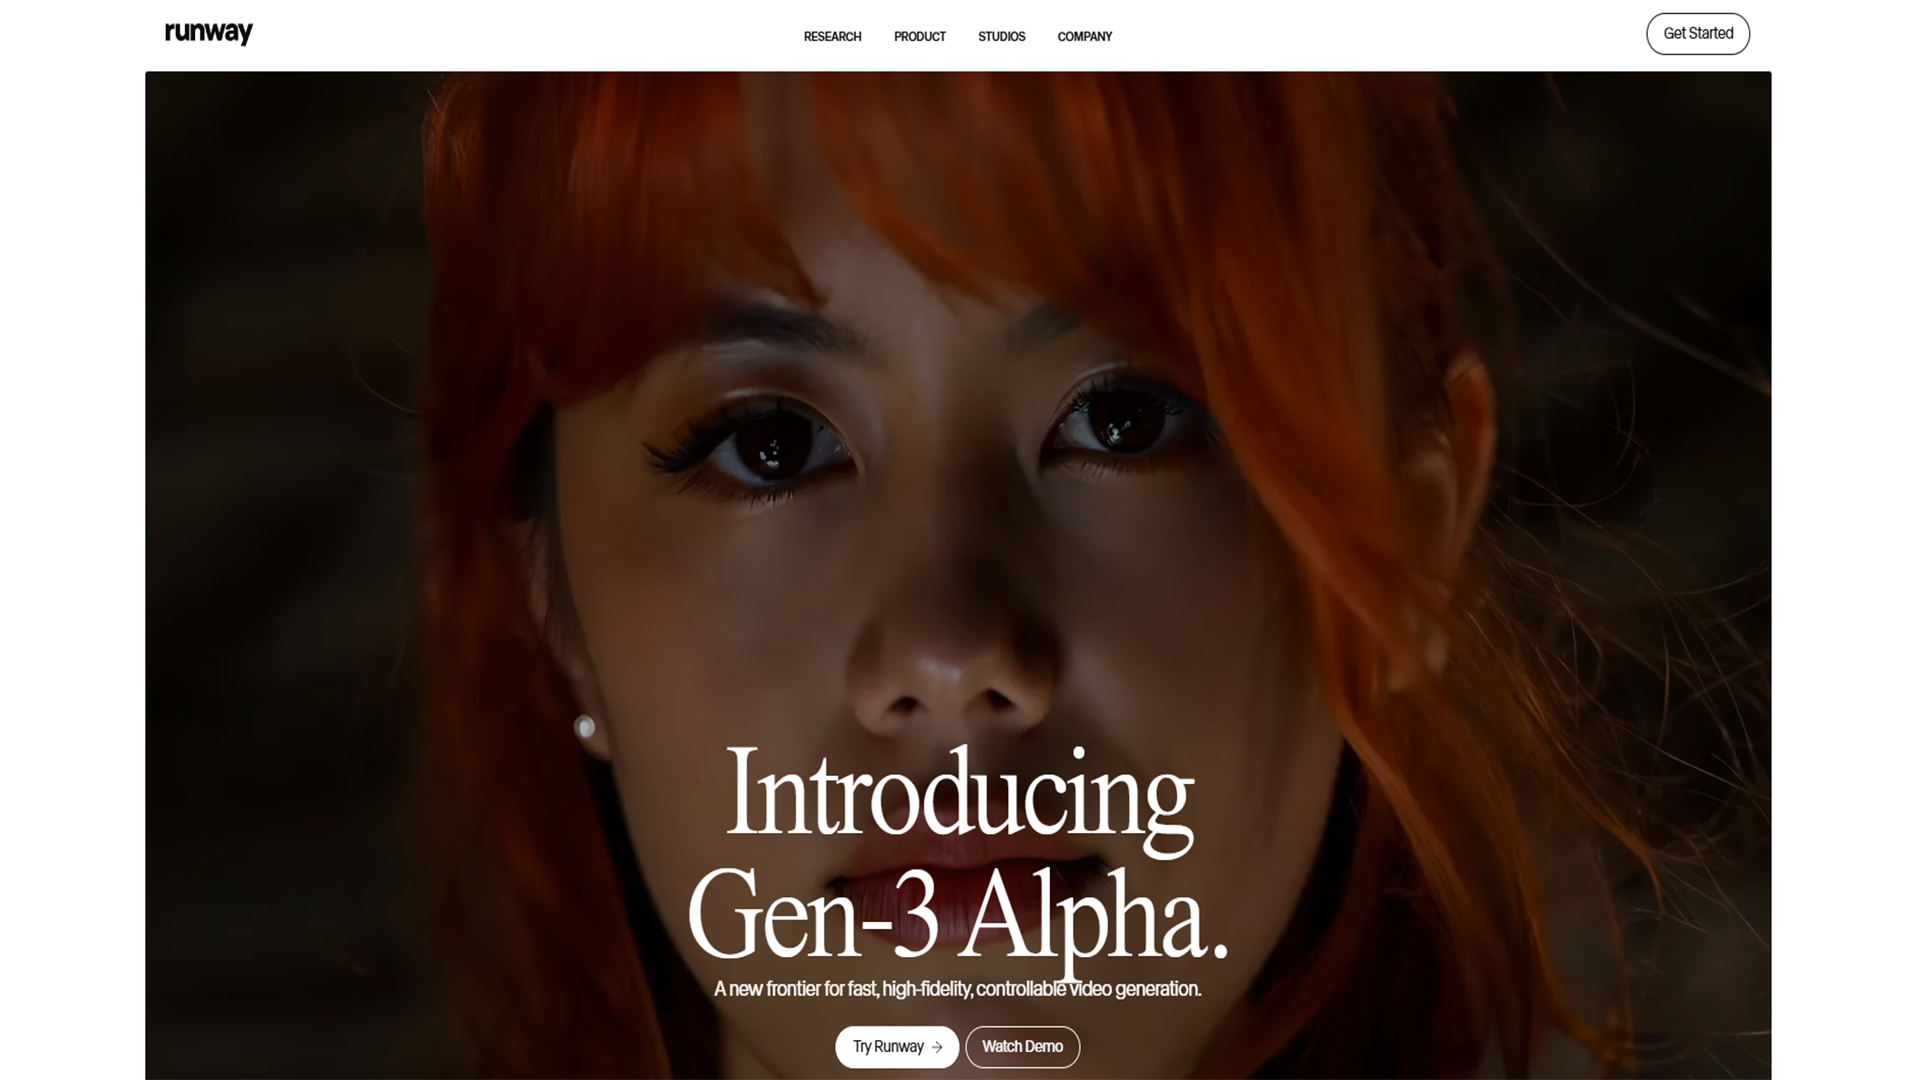 runway
RESEARCH
PRODUCT
STUDIOS
COMPANY
Get Started
Introducing
Gen-3 Alpha.
A new frontier for fast, high-fidelity, controllable video generation.
Try Runway →
Watch Demo